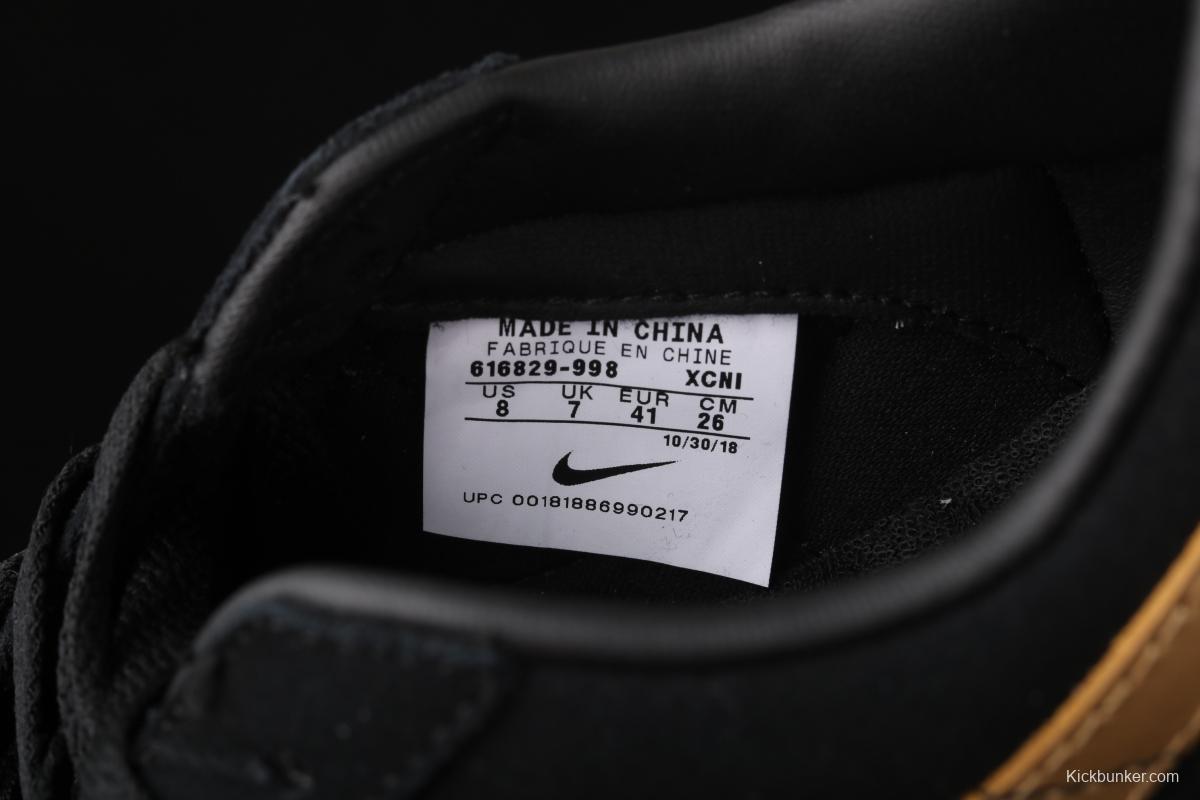 MADE IN CHINA
FABRIQUE EN CHINE
616829-998 XCNI
US UK EUR CM
8 7 41 26
10/30/18
UPC 00181886990217
Kickbunker.com